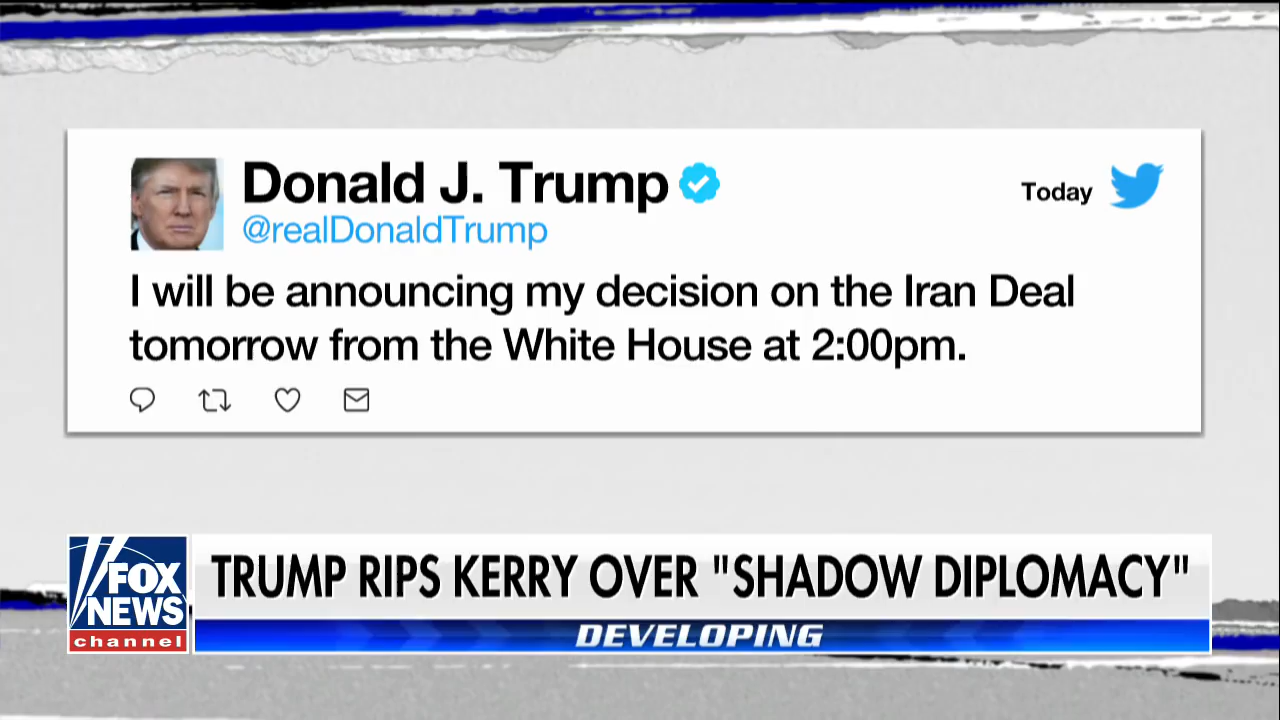 Donald J. Trump
Today
@realDonaldTrump
I will be announcing my decision on the Iran Deal
tomorrow from the White House at 2:00pm.
FOX
NEWS
channel
TRUMP RIPS KERRY OVER "SHADOW DIPLOMACY"
DEVELOPING